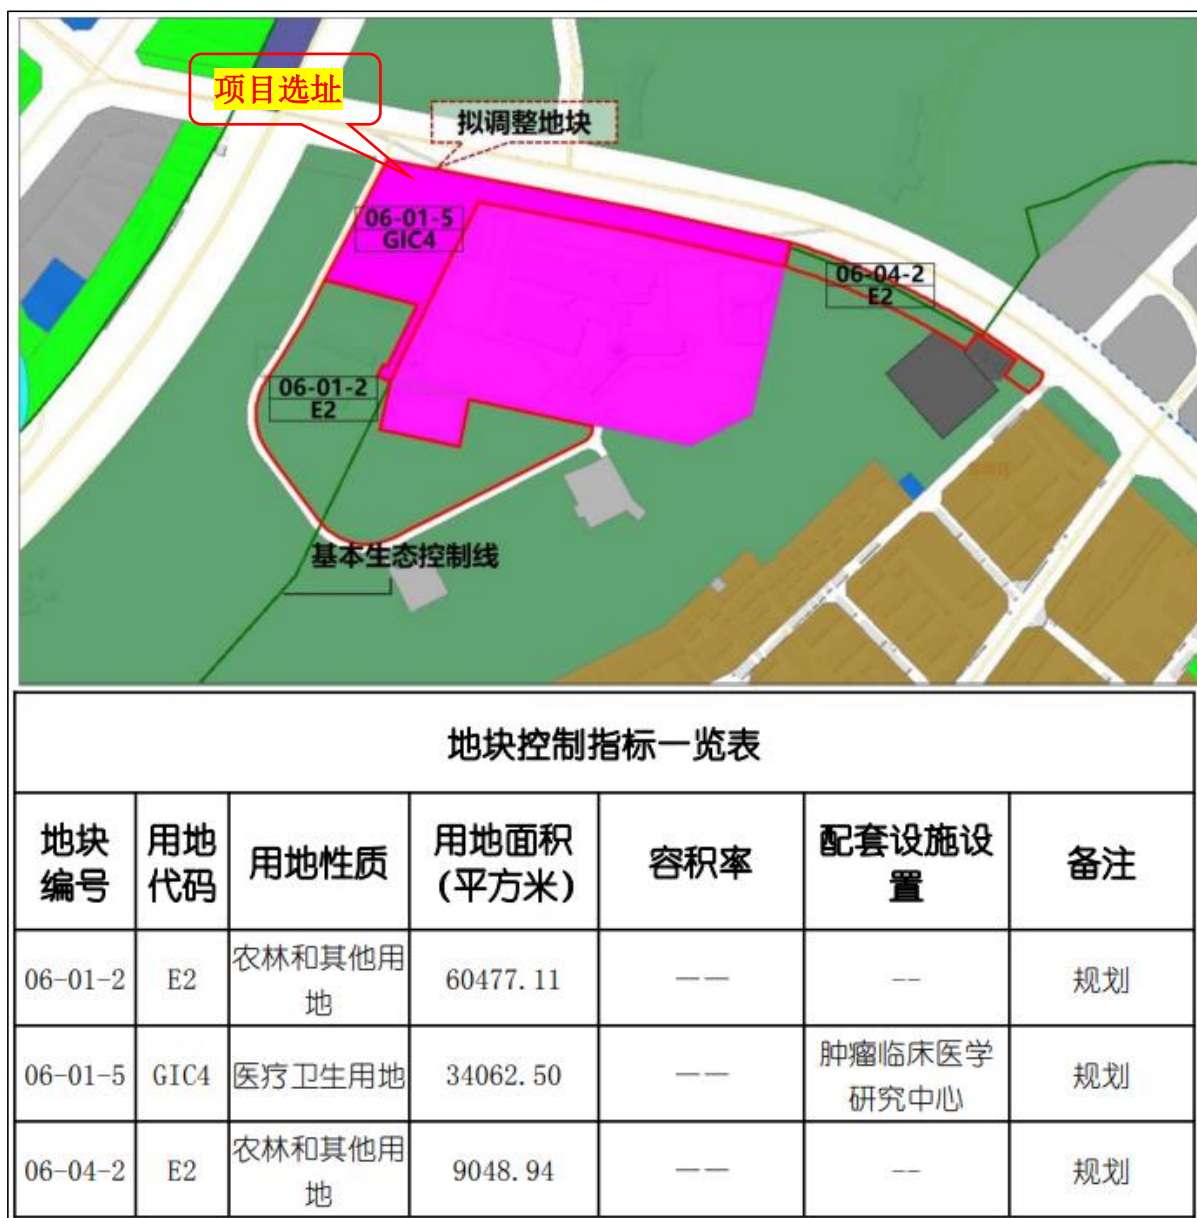 项目选址
拟调整地块
06-01-5
GIC4
06-04-2
E2
06-01-2
E2
基本生态控制线
地块控制指标一览表
地块编号 用地代码 用地性质 用地面积(平方米) 容积率 配套设施设置 备注
06-01-2 E2 农林和其他用地 60477.11 —— -- 规划
06-01-5 GIC4 医疗卫生用地 34062.50 —— 肿瘤临床医学研究中心 规划
06-04-2 E2 农林和其他用地 9048.94 —— -- 规划